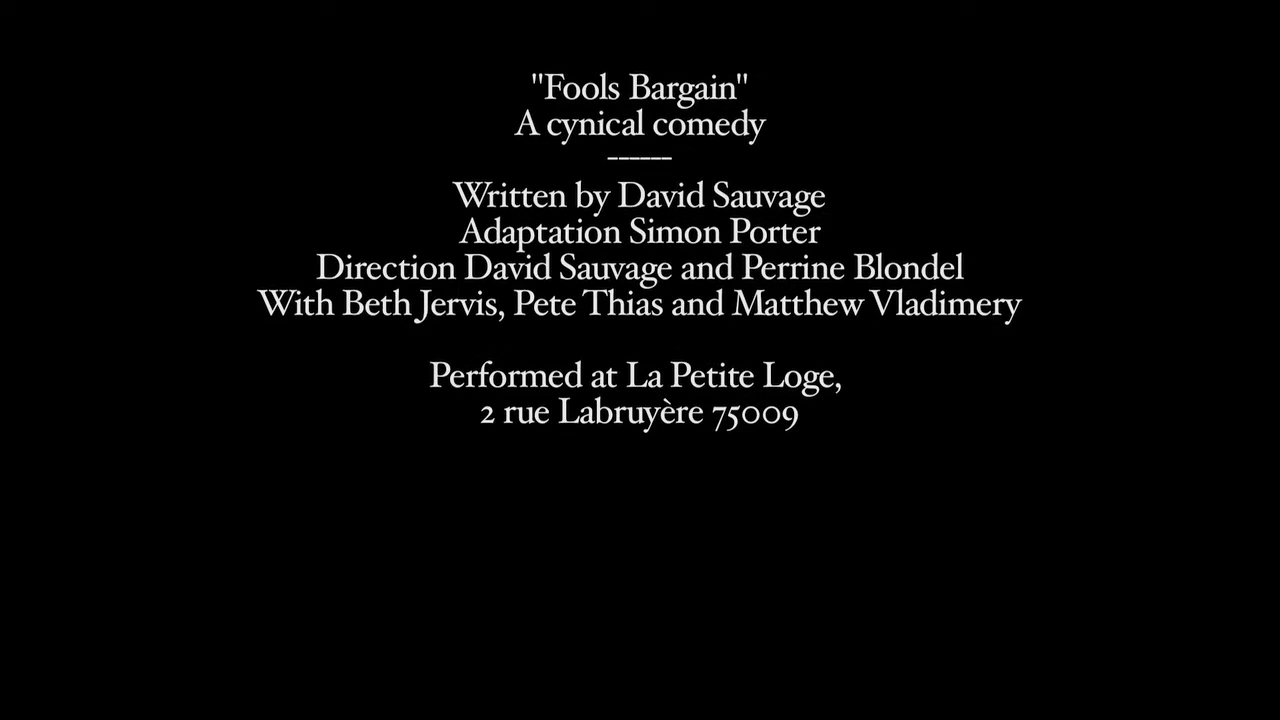 "Fools Bargain"
A cynical comedy
------
Written by David Sauvage
Adaptation Simon Porter
Direction David Sauvage and Perrine Blondel
With Beth Jervis, Pete Thias and Matthew Vladimery
Performed at La Petite Loge,
2 rue Labruyère 75009